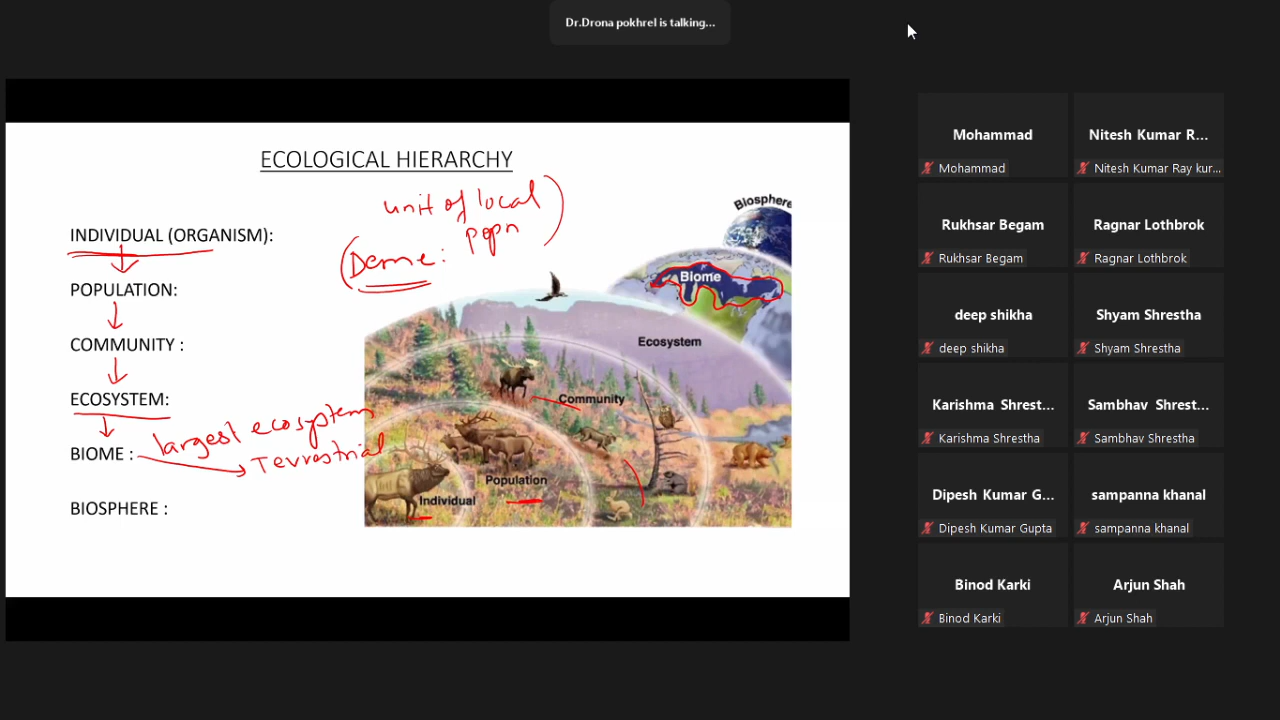 Dr.Drona pokhrel is talking...
ECOLOGICAL HIERARCHY
unit of local
popn
(Deme:
INDIVIDUAL (ORGANISM):
POPULATION:
COMMUNITY :
ECOSYSTEM:
BIOME :
largest ecosystem
Terrestrial
BIOSPHERE :
Biosphere
Biome
Ecosystem
Community
Population
Individual
Mohammad
Mohammad
Nitesh Kumar R...
Nitesh Kumar Ray kur...
Rukhsar Begam
Rukhsar Begam
Ragnar Lothbrok
Ragnar Lothbrok
deep shikha
deep shikha
Shyam Shrestha
Shyam Shrestha
Karishma Shrest...
Karishma Shrestha
Sambhav Shrest...
Sambhav Shrestha
Dipesh Kumar G...
Dipesh Kumar Gupta
sampanna khanal
sampanna khanal
Binod Karki
Binod Karki
Arjun Shah
Arjun Shah